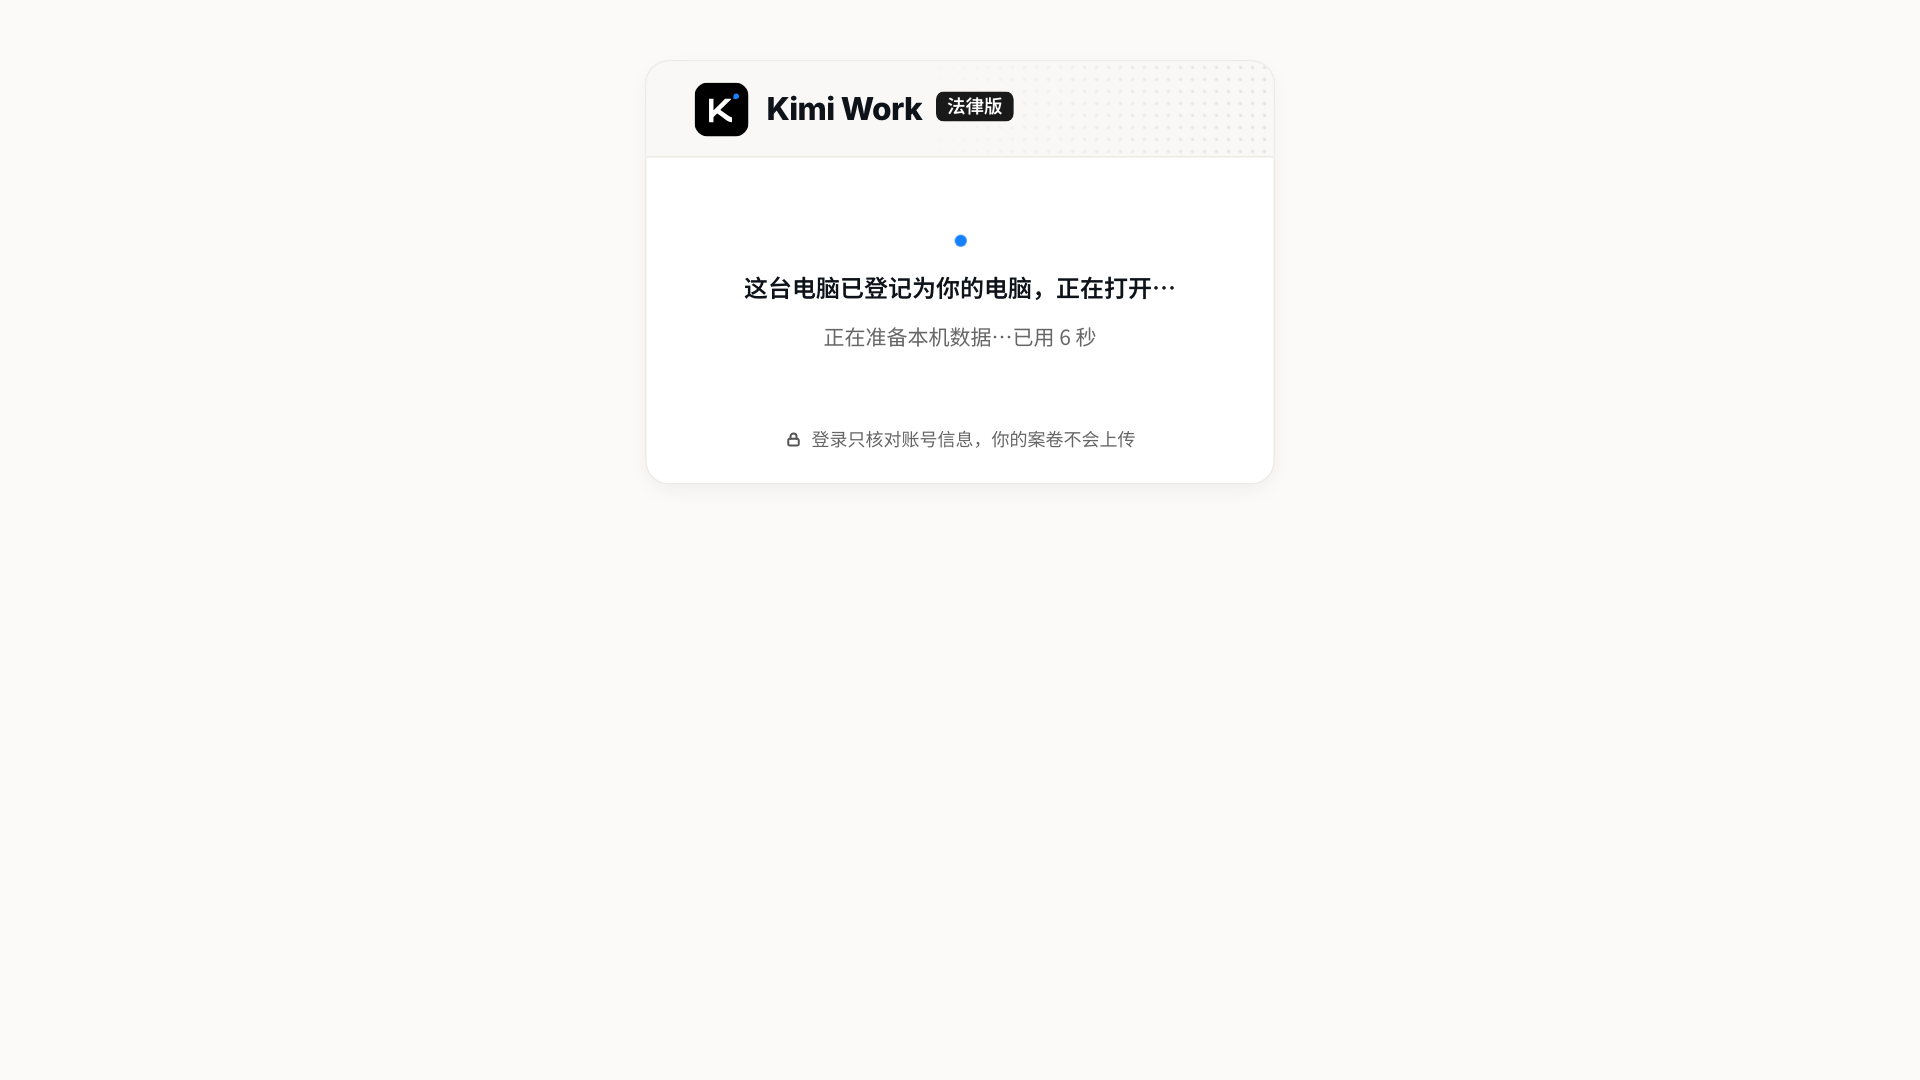 Kimi Work 法律版
这台电脑已登记为你的电脑，正在打开…
正在准备本机数据…已用 6 秒
登录只核对账号信息，你的案卷不会上传